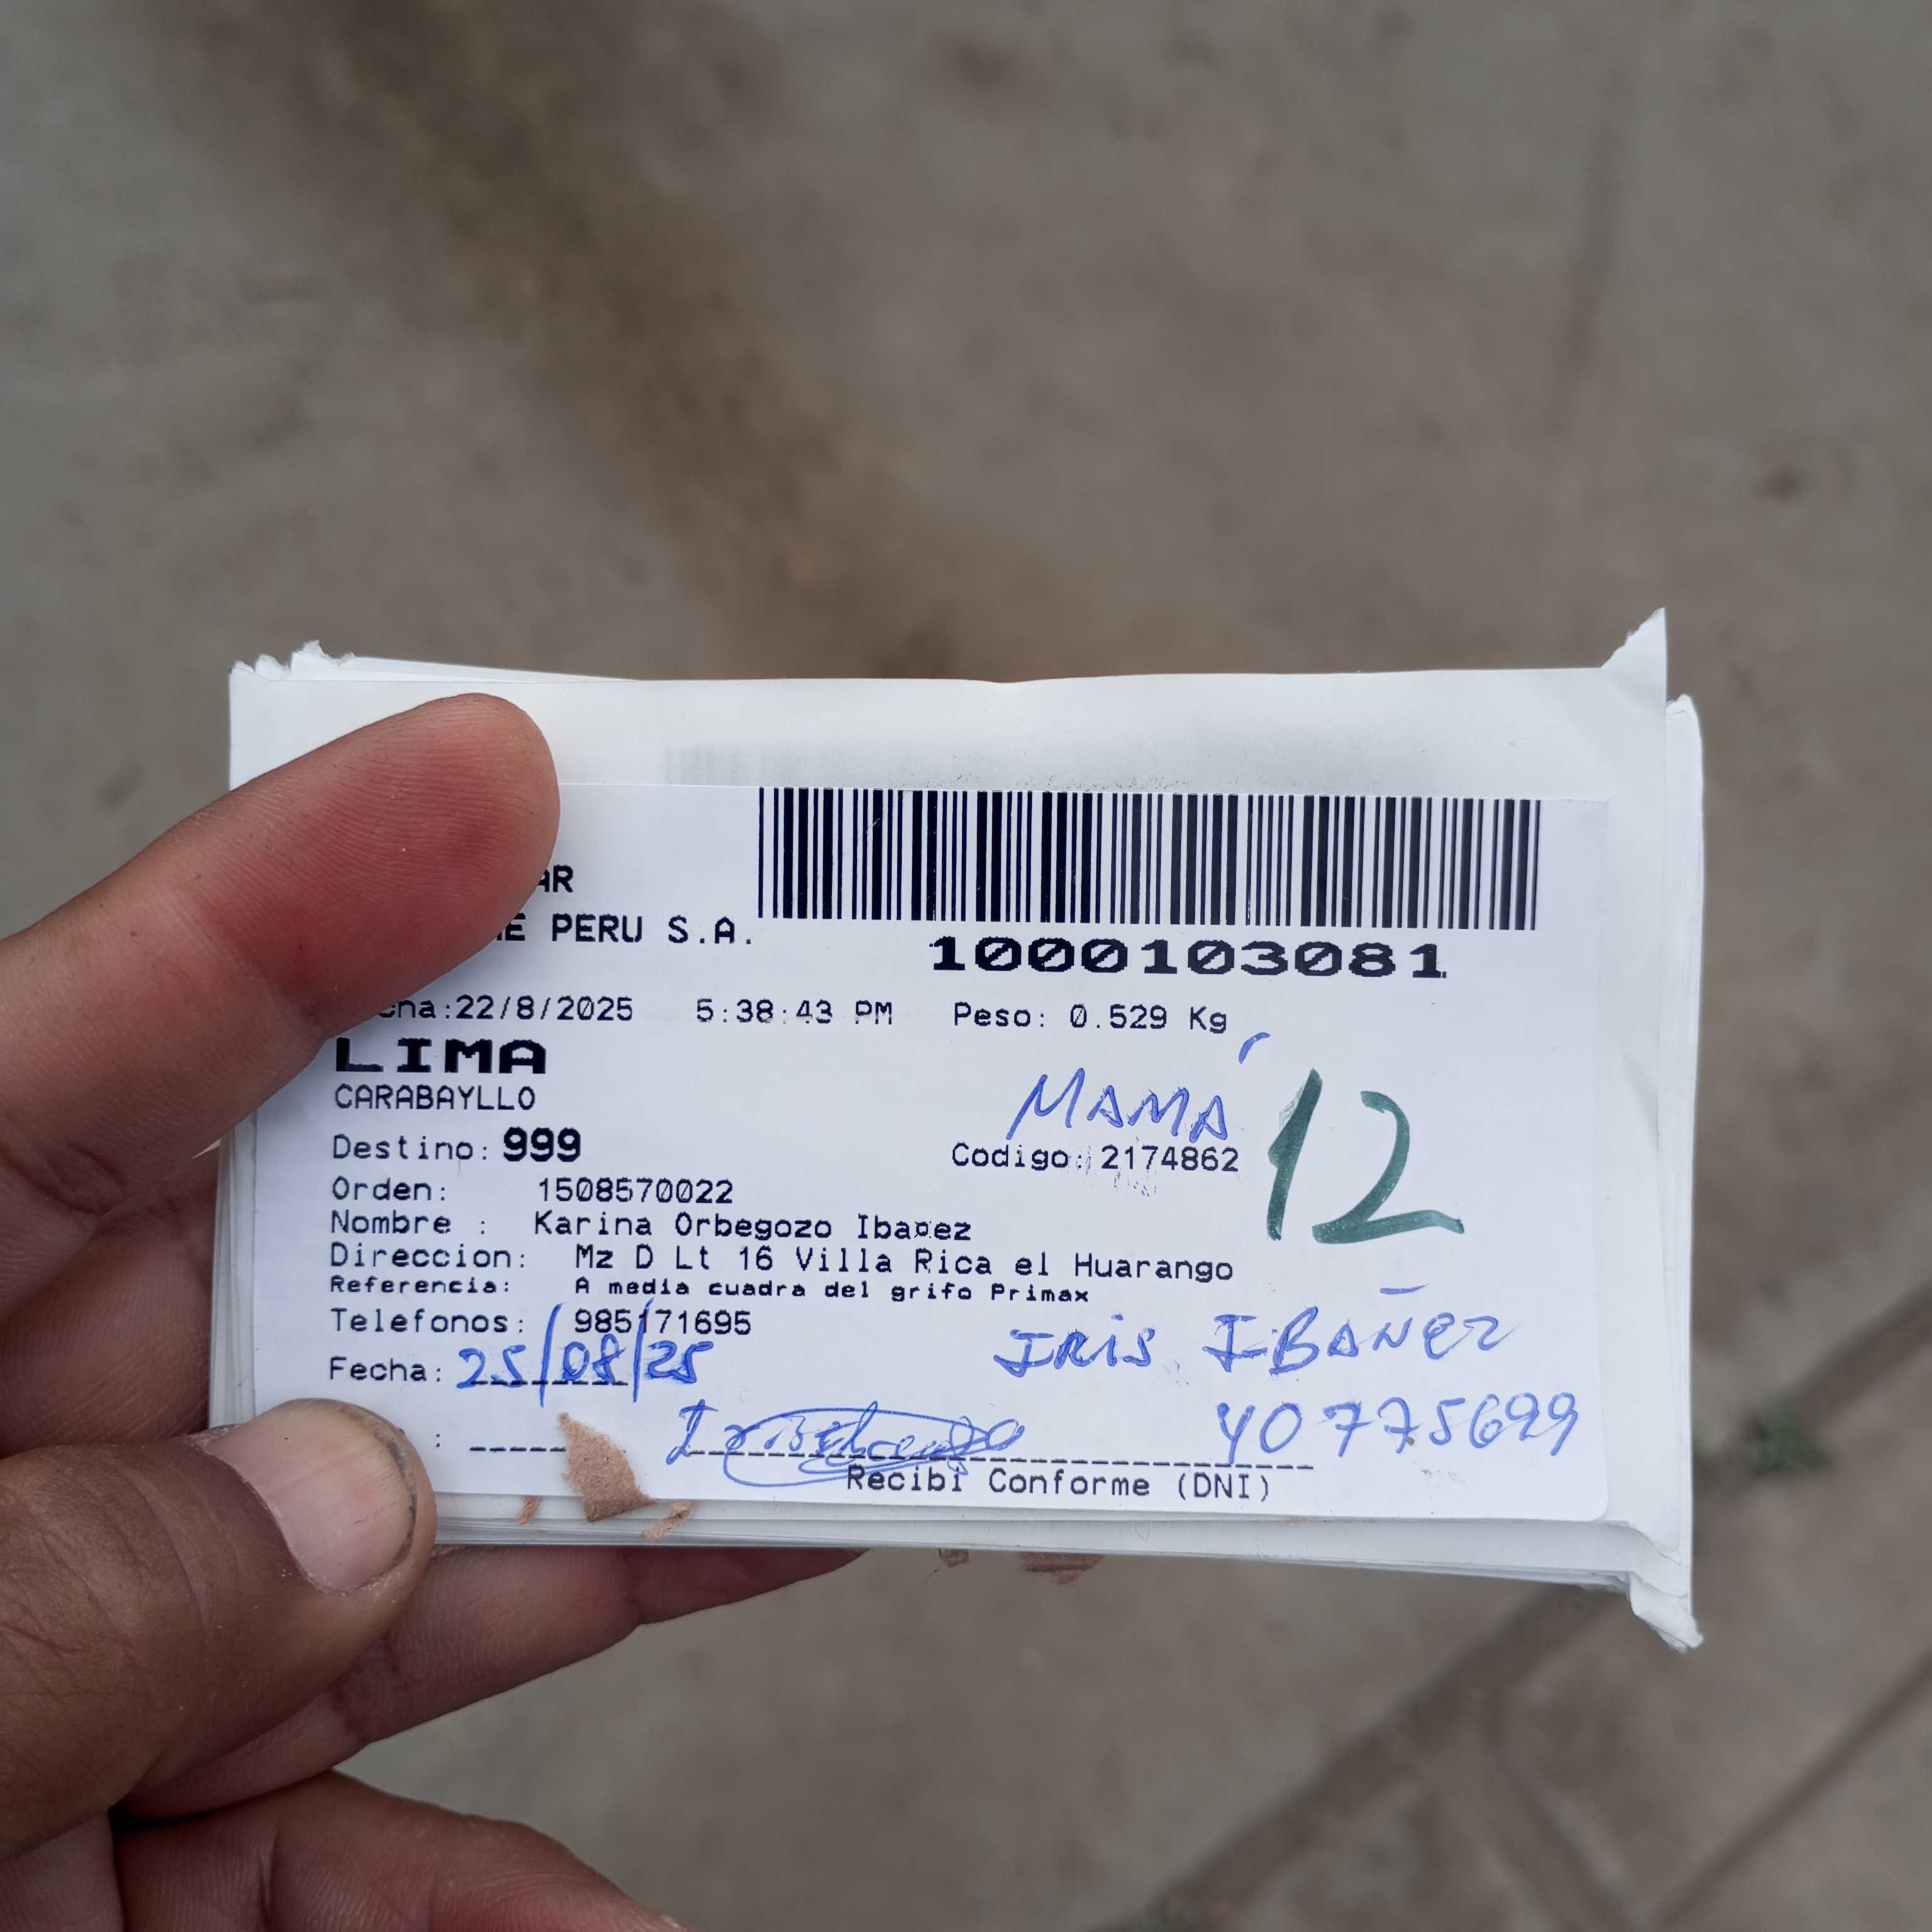 AR
E PERU S.A.
1000103081
cha:22/8/2025 5:38:43 PM Peso: 0.529 Kg
LIMA
CARABAYLLO
MAMÁ
12
Destino: 999 Codigo: 2174862
Orden: 1508570022
Nombre : Karina Orbegozo Ibaɲez
Direccion: Mz D Lt 16 Villa Rica el Huarango
Referencia: A media cuadra del grifo Primax
Telefonos: 985171695
IRIS IBAÑEZ
Fecha: 25/08/25
40775699
Recibi Conforme (DNI)